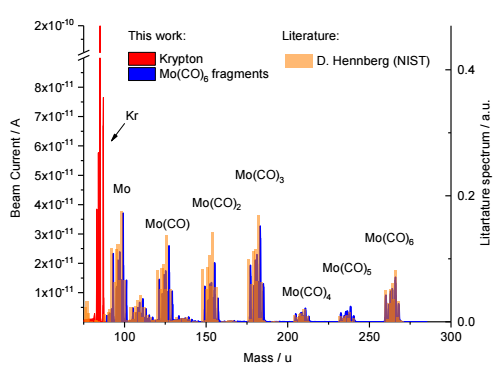 This work:
Literature:
Krypton
Mo(CO)6 fragments
D. Hennberg (NIST)
2x10-10
8x10-11
7x10-11
6x10-11
5x10-11
4x10-11
3x10-11
2x10-11
1x10-11
Beam Current / A
Kr
Mo
Mo(CO)
Mo(CO)2
Mo(CO)3
Mo(CO)4
Mo(CO)5
Mo(CO)6
0.4
0.2
0.0
Litartature spectrum / a.u.
100
150
200
250
300
Mass / u